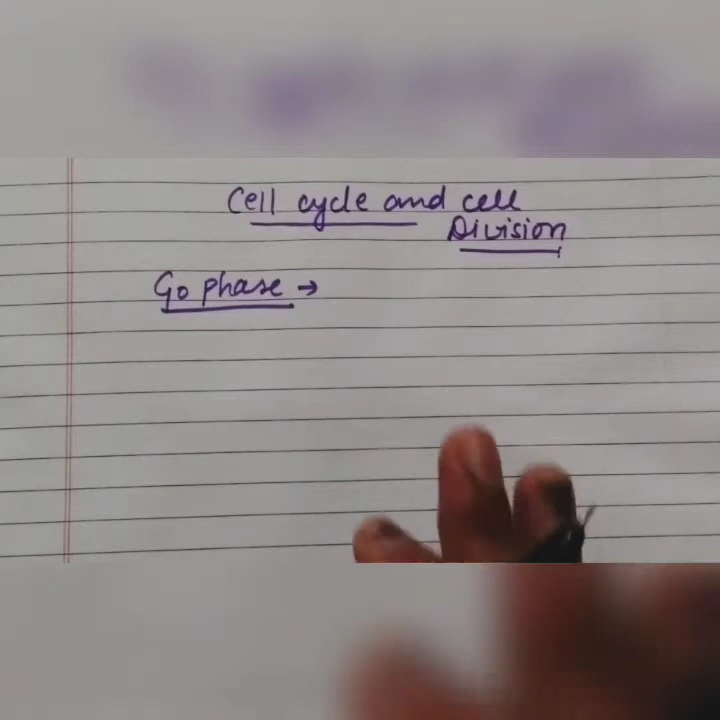 Cell cycle and cell
Division
Go phase →